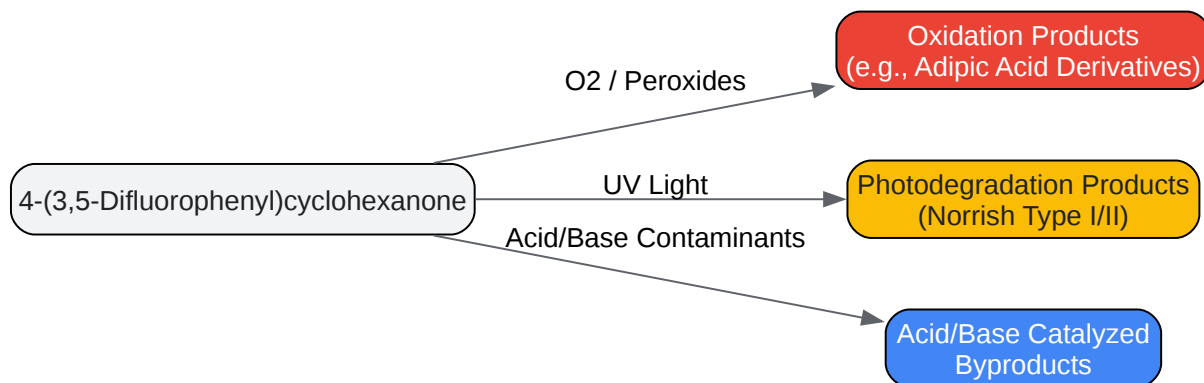 Oxidation Products
(e.g., Adipic Acid Derivatives)
O2 / Peroxides
4-(3,5-Difluorophenyl)cyclohexanone
UV Light
Photodegradation Products
(Norrish Type I/II)
Acid/Base Contaminants
Acid/Base Catalyzed
Byproducts